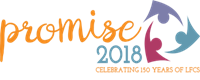 promise
2018
CELEBRATING 150 YEARS OF LFCS